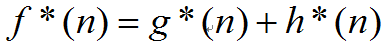 f * (n) = g * (n) + h * (n)